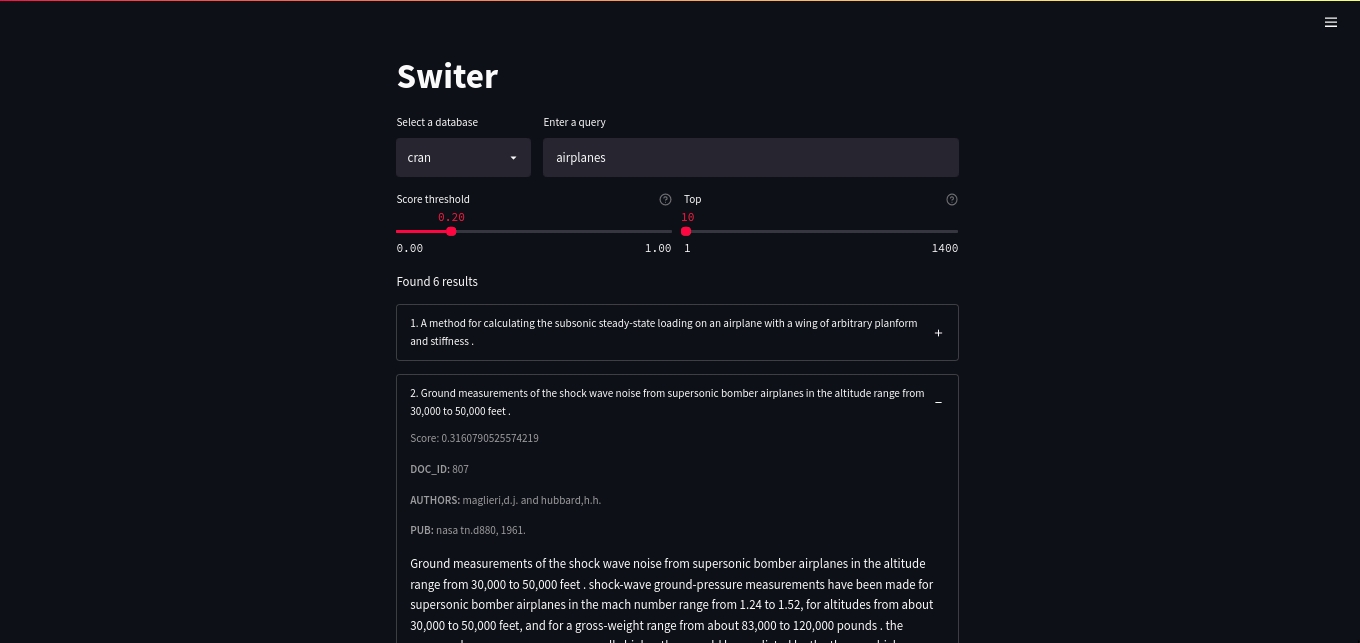 Switer
Select a database
Enter a query
cran
airplanes
Score threshold
Top
0.20
10
0.00
1.00
1
1400
Found 6 results
1. A method for calculating the subsonic steady-state loading on an airplane with a wing of arbitrary planform
and stiffness .
2. Ground measurements of the shock wave noise from supersonic bomber airplanes in the altitude range from
30,000 to 50,000 feet .
Score: 0.3160790525574219
DOC_ID: 807
AUTHORS: maglieri,d.j. and hubbard,h.h.
PUB: nasa tn.d880, 1961.
Ground measurements of the shock wave noise from supersonic bomber airplanes in the altitude
range from 30,000 to 50,000 feet . shock-wave ground-pressure measurements have been made for
supersonic bomber airplanes in the mach number range from 1.24 to 1.52, for altitudes from about
30,000 to 50,000 feet, and for a gross-weight range from about 83,000 to 120,000 pounds . the